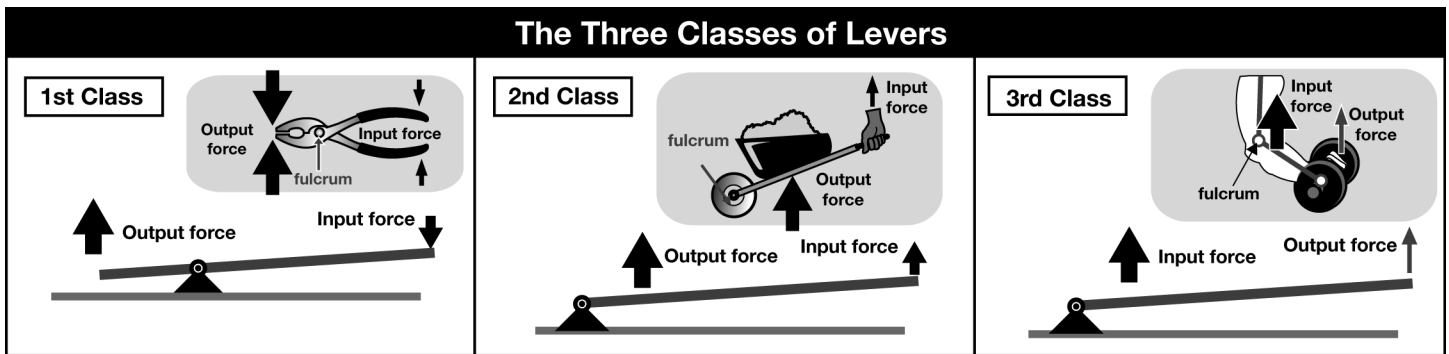 The Three Classes of Levers
1st Class
Output
force
Input force
fulcrum
Output force
Input force
2nd Class
Input
force
fulcrum
Output
force
Output force
Input force
3rd Class
Input
force
Output
force
fulcrum
Input force
Output force